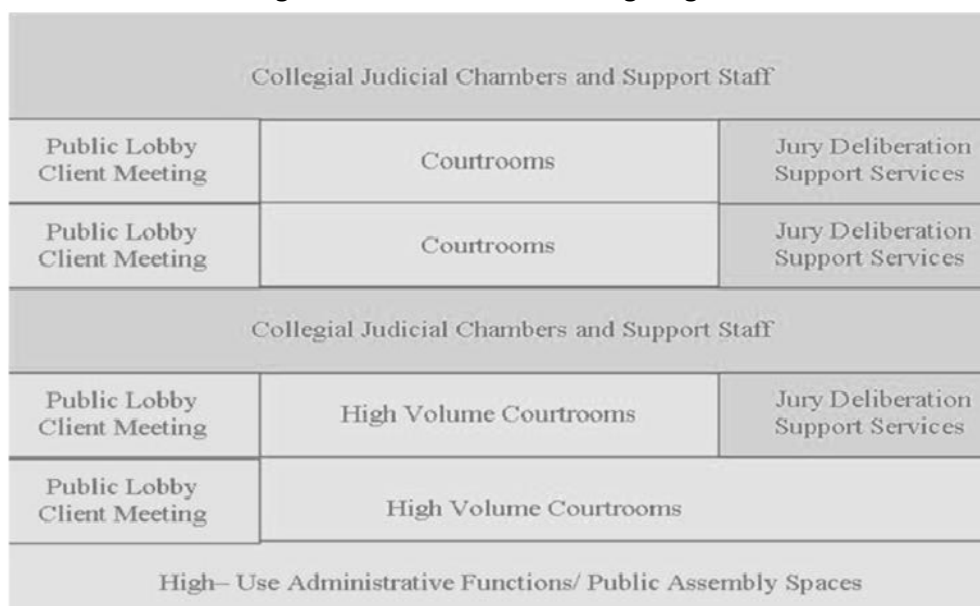 Collegial Judicial Chambers and Support Staff
Public Lobby
Client Meeting
Courtrooms
Jury Deliberation
Support Services
Public Lobby
Client Meeting
Courtrooms
Jury Deliberation
Support Services
Collegial Judicial Chambers and Support Staff
Public Lobby
Client Meeting
High Volume Courtrooms
Jury Deliberation
Support Services
Public Lobby
Client Meeting
High Volume Courtrooms
High– Use Administrative Functions/ Public Assembly Spaces